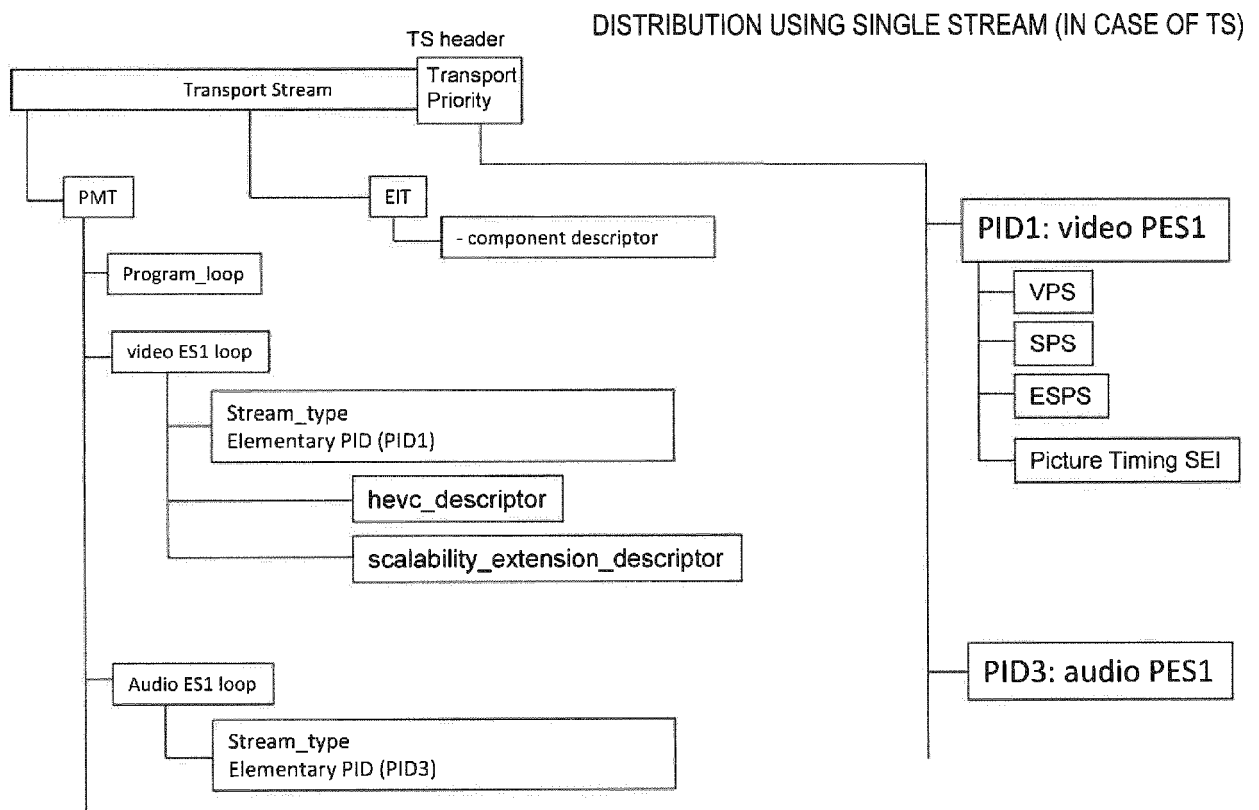 DISTRIBUTION USING SINGLE STREAM (IN CASE OF TS)
TS header
Transport Stream
Transport
Priority
PMT
EIT
- component descriptor
Program_loop
video ES1 loop
Stream_type
Elementary PID (PID1)
hevc_descriptor
scalability_extension_descriptor
Audio ES1 loop
Stream_type
Elementary PID (PID3)
PID1: video PES1
VPS
SPS
ESPS
Picture Timing SEI
PID3: audio PES1